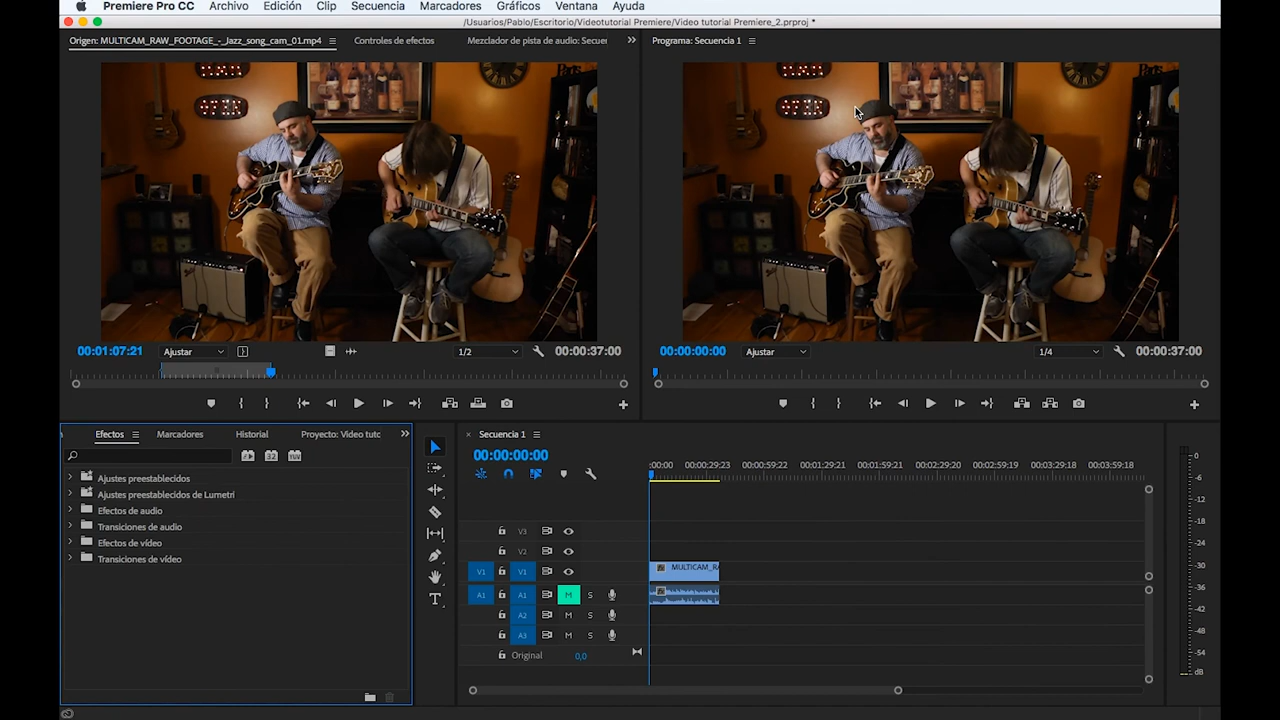 Premiere Pro CC Archivo Edición Clip Secuencia Marcadores Gráficos Ventana Ayuda
/Usuarios/Pablo/Escritorio/Videotutorial Premiere/Video tutorial Premiere_2.prproj *
Origen: MULTICAM_RAW_FOOTAGE_-_Jazz_song_cam_01.mp4 Controles de efectos Mezclador de pista de audio: Secuer
Programa: Secuencia 1
00:01:07:21 Ajustar 1/2 00:00:37:00
00:00:00:00 Ajustar 1/4 00:00:37:00
Efectos Marcadores Historial Proyecto: Video tutc
32
Ajustes preestablecidos
Ajustes preestablecidos de Lumetri
Efectos de audio
Transiciones de audio
Efectos de vídeo
Transiciones de vídeo
× Secuencia 1
00:00:00:00
:00:00 00:00:29:23 00:00:59:22 00:01:29:21 00:01:59:21 00:02:29:20 00:02:59:19 00:03:29:18 00:03:59:18
V3
V2
V1 V1 MULTICAM_RA
A1 A1 M S
A2 M S
A3 M S
Original 0,0
0
-6
-12
-18
-24
-30
-36
-42
-48
-54
dB